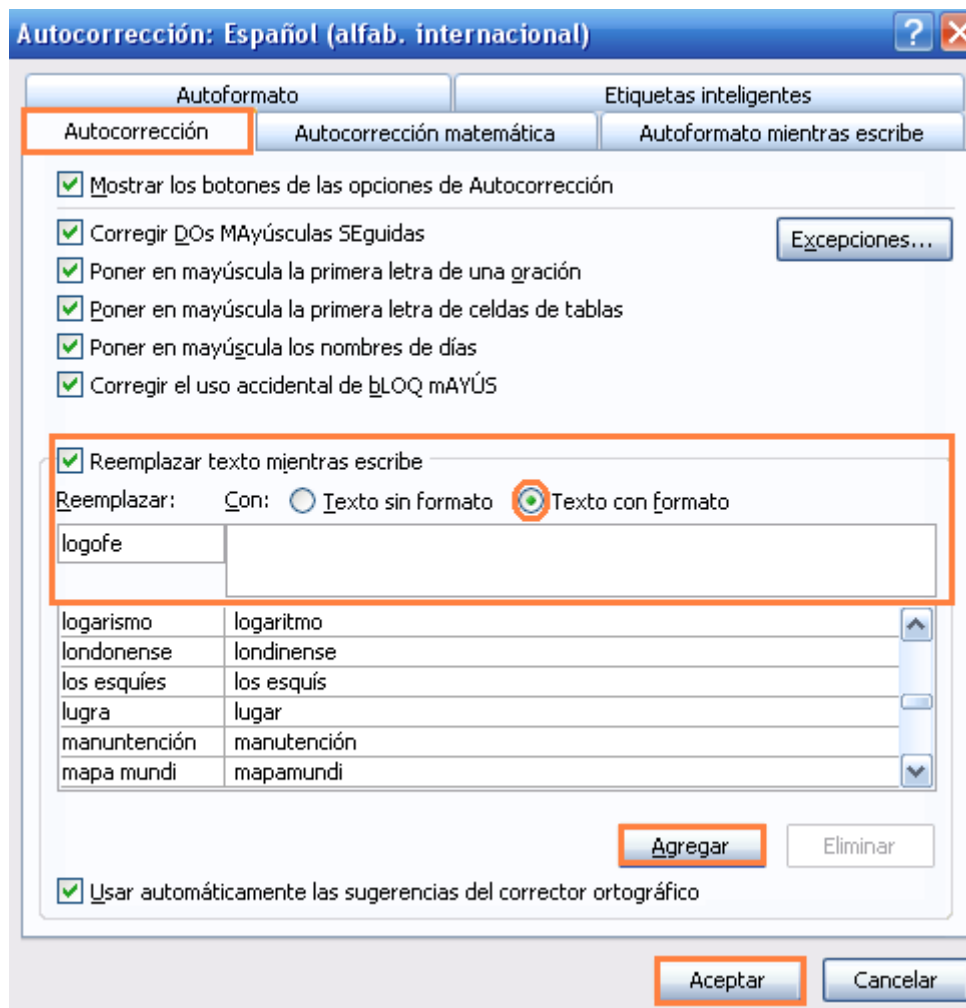 Autocorrección: Español (alfab. internacional)
Autoformato Etiquetas inteligentes
Autocorrección Autocorrección matemática Autoformato mientras escribe
Mostrar los botones de las opciones de Autocorrección
Corregir DOs MAyúsculas SEguidas Excepciones...
Poner en mayúscula la primera letra de una oración
Poner en mayúscula la primera letra de celdas de tablas
Poner en mayúscula los nombres de días
Corregir el uso accidental de bLOQ mAYÚS
Reemplazar texto mientras escribe
Reemplazar: Con: Texto sin formato Texto con formato
logofe
logarismo logaritmo
londonense londinense
los esquíes los esquís
lugra lugar
manuntención manutención
mapa mundi mapamundi
Agregar Eliminar
Usar automáticamente las sugerencias del corrector ortográfico
Aceptar Cancelar